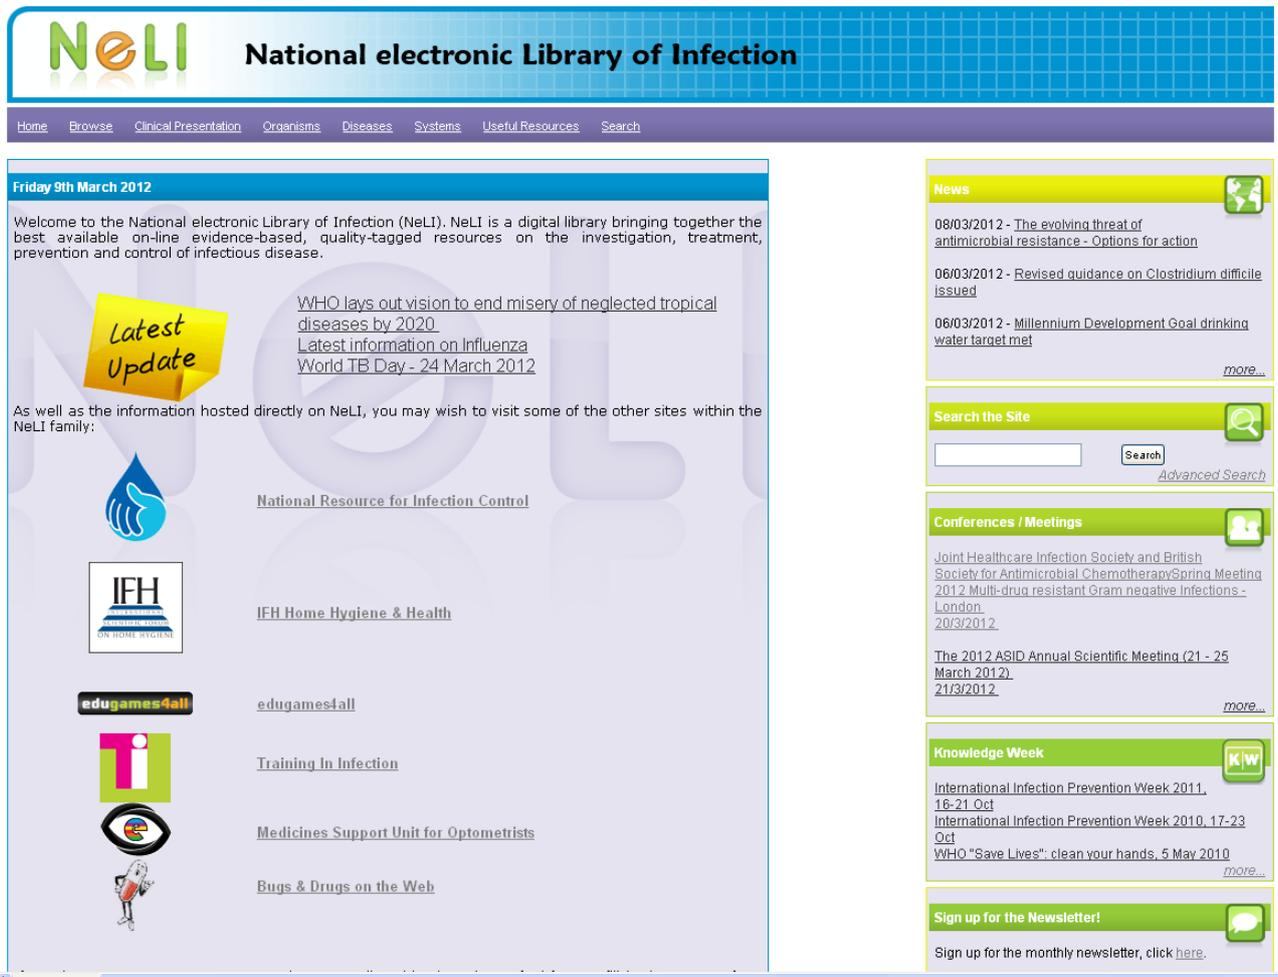 NeLI
National electronic Library of Infection
Home Browse Clinical Presentation Organisms Diseases Systems Useful Resources Search
Friday 9th March 2012
Welcome to the National electronic Library of Infection (NeLI). NeLI is a digital library bringing together the
best available on-line evidence-based, quality-tagged resources on the investigation, treatment,
prevention and control of infectious disease.
Latest
Update
WHO lays out vision to end misery of neglected tropical
diseases by 2020
Latest information on Influenza
World TB Day - 24 March 2012
As well as the information hosted directly on NeLI, you may wish to visit some of the other sites within the
NeLI family:
National Resource for Infection Control
IFH
INTERNATIONAL
SCIENTIFIC FORUM
ON HOME HYGIENE
IFH Home Hygiene & Health
edugames4all
edugames4all
Ti
Training In Infection
e
Medicines Support Unit for Optometrists
Bugs & Drugs on the Web
News
08/03/2012 - The evolving threat of
antimicrobial resistance - Options for action
06/03/2012 - Revised guidance on Clostridium difficile
issued
06/03/2012 - Millennium Development Goal drinking
water target met
more...
Search the Site
Search
Advanced Search
Conferences / Meetings
Joint Healthcare Infection Society and British
Society for Antimicrobial ChemotherapySpring Meeting
2012 Multi-drug resistant Gram negative Infections -
London
20/3/2012
The 2012 ASID Annual Scientific Meeting (21 - 25
March 2012)
21/3/2012
more...
Knowledge Week
K|W
International Infection Prevention Week 2011,
16-21 Oct
International Infection Prevention Week 2010, 17-23
Oct
WHO "Save Lives": clean your hands, 5 May 2010
more...
Sign up for the Newsletter!
Sign up for the monthly newsletter, click here.